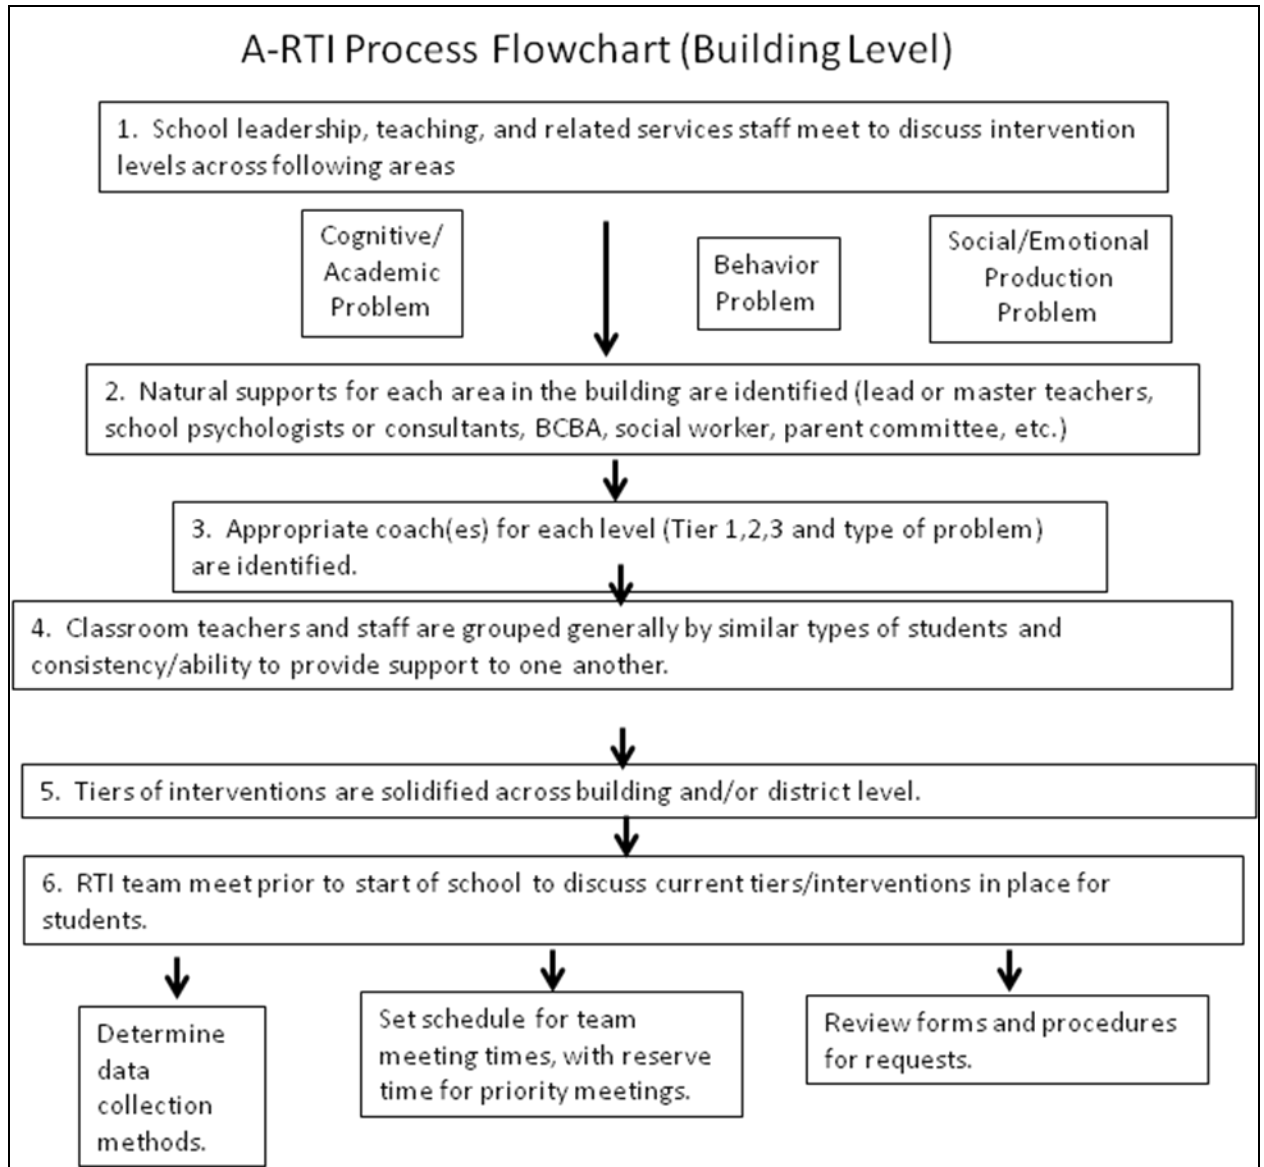 A-RTI Process Flowchart (Building Level)
1. School leadership, teaching, and related services staff meet to discuss intervention
levels across following areas
Cognitive/
Academic
Problem
Behavior
Problem
Social/Emotional
Production
Problem
2. Natural supports for each area in the building are identified (lead or master teachers,
school psychologists or consultants, BCBA, social worker, parent committee, etc.)
3. Appropriate coach(es) for each level (Tier 1,2,3 and type of problem)
are identified.
4. Classroom teachers and staff are grouped generally by similar types of students and
consistency/ability to provide support to one another.
5. Tiers of interventions are solidified across building and/or district level.
6. RTI team meet prior to start of school to discuss current tiers/interventions in place for
students.
Determine
data
collection
methods.
Set schedule for team
meeting times, with reserve
time for priority meetings.
Review forms and procedures
for requests.